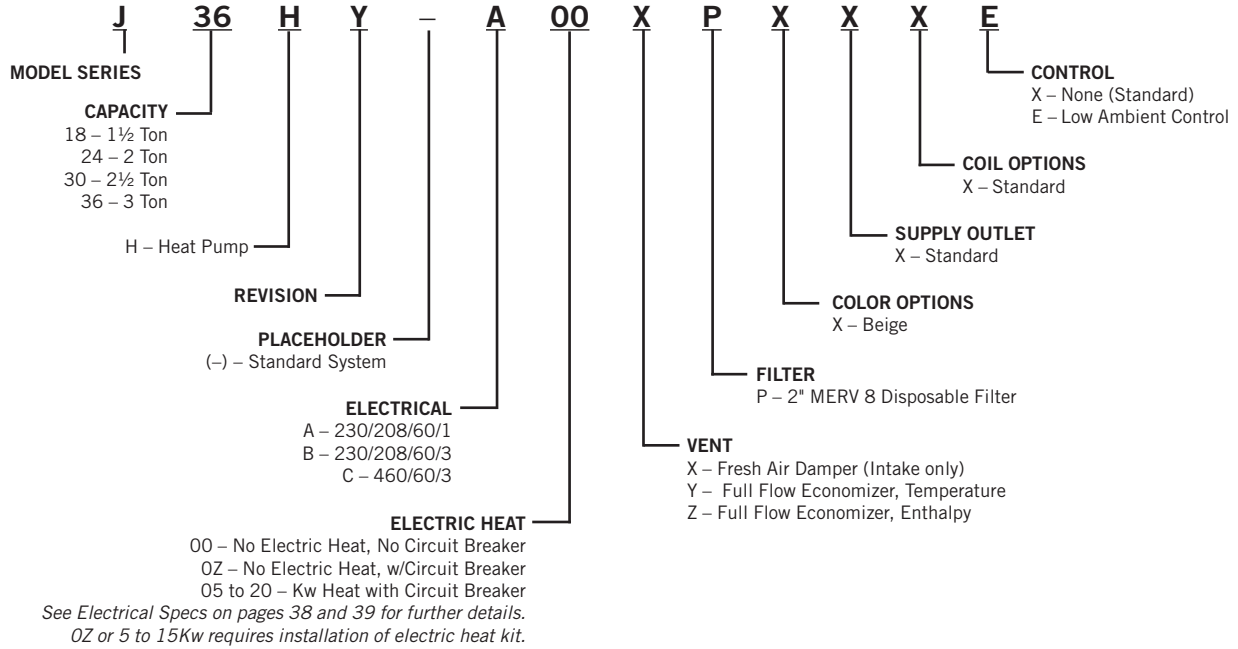 J 36 H Y – A 00 X P X X X E
MODEL SERIES
CAPACITY
18 – 1½ Ton
24 – 2 Ton
30 – 2½ Ton
36 – 3 Ton
H – Heat Pump
REVISION
PLACEHOLDER
(–) – Standard System
ELECTRICAL
A – 230/208/60/1
B – 230/208/60/3
C – 460/60/3
ELECTRIC HEAT
00 – No Electric Heat, No Circuit Breaker
0Z – No Electric Heat, w/Circuit Breaker
05 to 20 – Kw Heat with Circuit Breaker
See Electrical Specs on pages 38 and 39 for further details.
0Z or 5 to 15Kw requires installation of electric heat kit.
CONTROL
X – None (Standard)
E – Low Ambient Control
COIL OPTIONS
X – Standard
SUPPLY OUTLET
X – Standard
COLOR OPTIONS
X – Beige
FILTER
P – 2" MERV 8 Disposable Filter
VENT
X – Fresh Air Damper (Intake only)
Y – Full Flow Economizer, Temperature
Z – Full Flow Economizer, Enthalpy